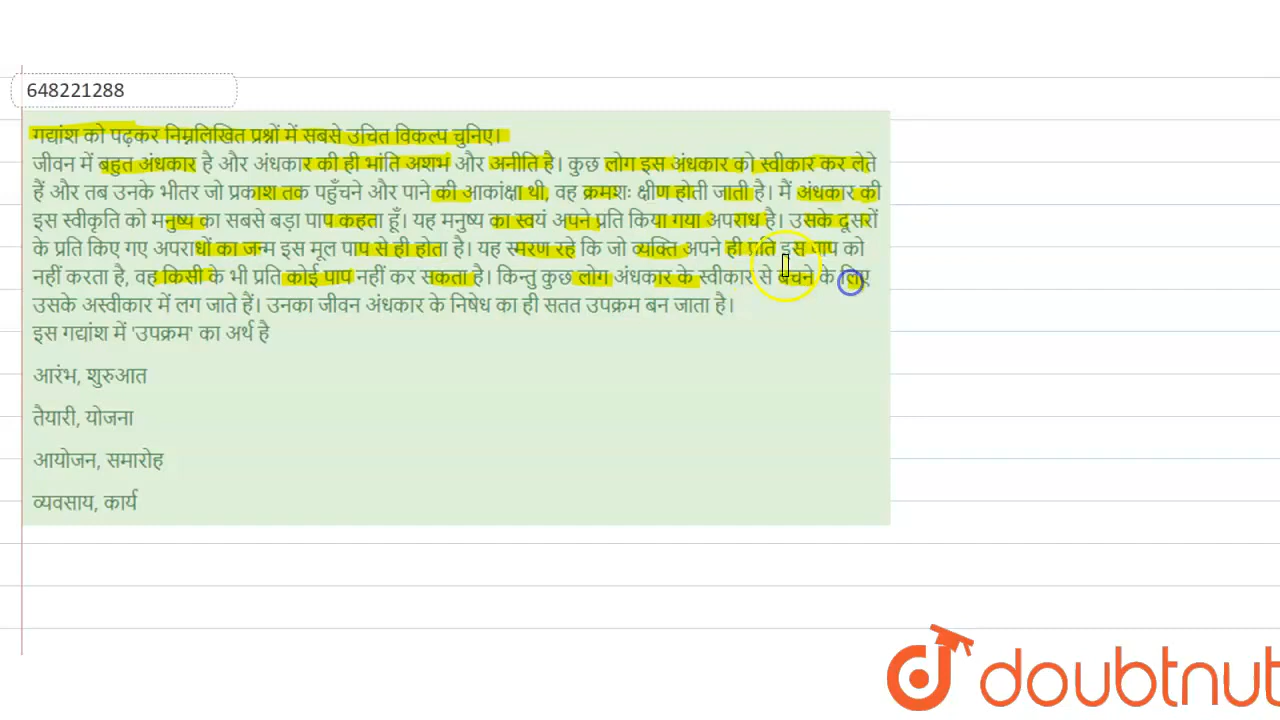 648221288
गद्यांश को पढ़कर निम्नलिखित प्रश्नों में सबसे उचित विकल्प चुनिए।
जीवन में बहुत अंधकार है और अंधकार की ही भांति अशभ और अनीति है। कुछ लोग इस अंधकार को स्वीकार कर लेते
हैं और तब उनके भीतर जो प्रकाश तक पहुँचने और पाने की आकांक्षा थी, वह क्रमशः क्षीण होती जाती है। मैं अंधकार की
इस स्वीकृति को मनुष्य का सबसे बड़ा पाप कहता हूँ। यह मनुष्य का स्वयं अपने प्रति किया गया अपराध है। उसके दूसरों
के प्रति किए गए अपराधों का जन्म इस मूल पाप से ही होता है। यह स्मरण रहे कि जो व्यक्ति अपने ही प्रति इस पाप को
नहीं करता है, वह किसी के भी प्रति कोई पाप नहीं कर सकता है। किन्तु कुछ लोग अंधकार के स्वीकार से बचने के लिए
उसके अस्वीकार में लग जाते हैं। उनका जीवन अंधकार के निषेध का ही सतत उपक्रम बन जाता है।
इस गद्यांश में 'उपक्रम' का अर्थ है
आरंभ, शुरुआत
तैयारी, योजना
आयोजन, समारोह
व्यवसाय, कार्य
doubtnut